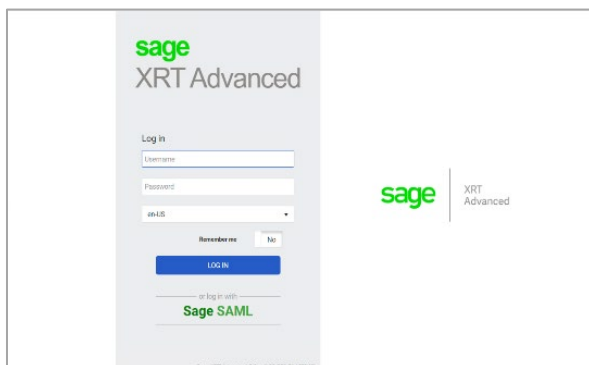 sage
XRT Advanced
Log in
Username
Password
en-US
Remember me No
LOG IN
or log in with
Sage SAML
sage
XRT
Advanced